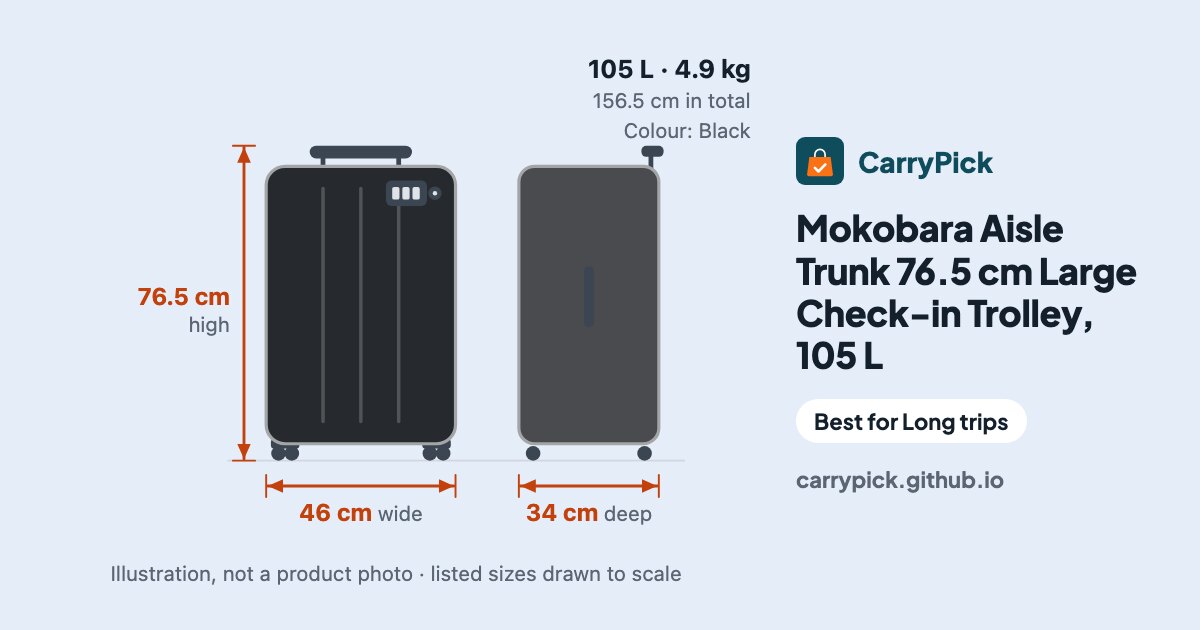 105 L · 4.9 kg
156.5 cm in total
Colour: Black
76.5 cm
high
46 cm wide
34 cm deep
Illustration, not a product photo · listed sizes drawn to scale
CarryPick
Mokobara Aisle
Trunk 76.5 cm Large
Check-in Trolley,
105 L
Best for Long trips
carrypick.github.io